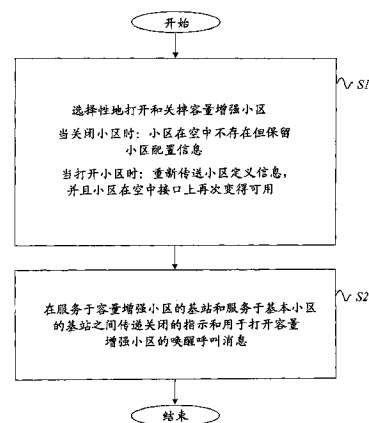 开始
选择性地打开和关掉容量增强小区
S1
当关闭小区时：小区在空中不存在但保留
小区配置信息
当打开小区时：重新传送小区定义信息，
并且小区在空中接口上再次变得可用
在服务于容量增强小区的基站和服务于基本小区
S2
的基站之间传递关闭的指示和用于打开容量
增强小区的唤醒呼叫消息
结束